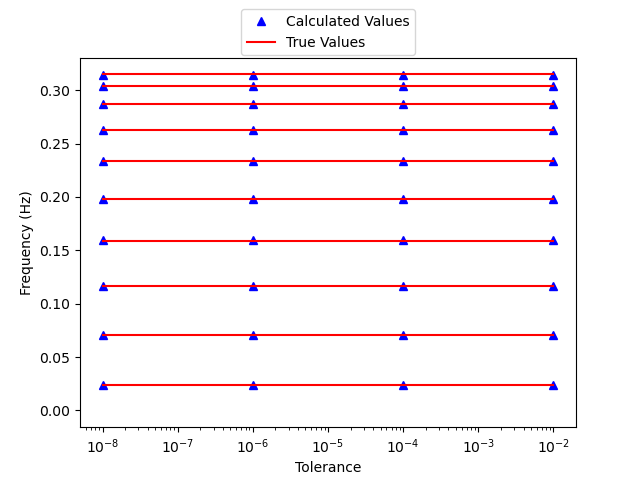 Calculated Values
True Values
0.30
0.25
0.20
0.15
0.10
0.05
0.00
Frequency (Hz)
10⁻⁸ 10⁻⁷ 10⁻⁶ 10⁻⁵ 10⁻⁴ 10⁻³ 10⁻²
Tolerance